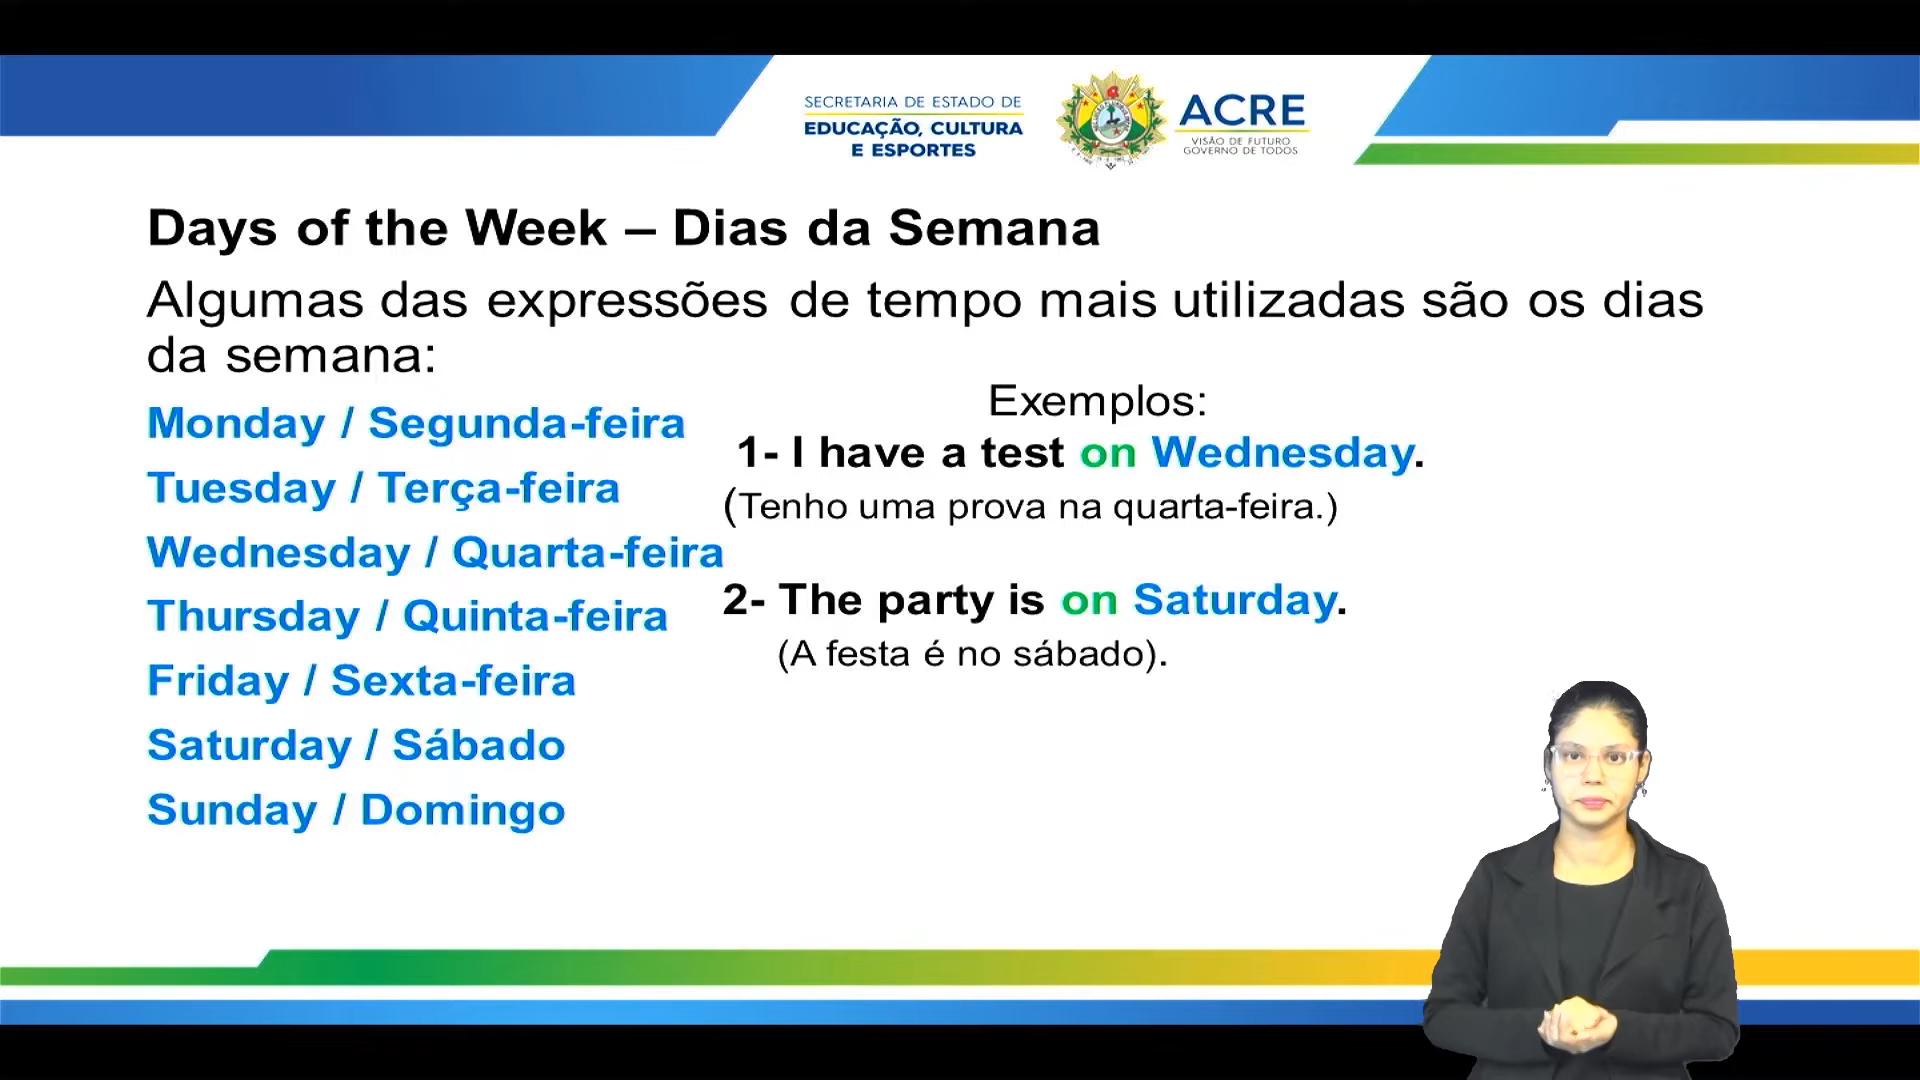 SECRETARIA DE ESTADO DE
EDUCAÇÃO, CULTURA
E ESPORTES
ACRE
VISÃO DE FUTURO
GOVERNO DE TODOS
Days of the Week – Dias da Semana
Algumas das expressões de tempo mais utilizadas são os dias
da semana:
Monday / Segunda-feira
Tuesday / Terça-feira
Wednesday / Quarta-feira
Thursday / Quinta-feira
Friday / Sexta-feira
Saturday / Sábado
Sunday / Domingo
Exemplos:
1- I have a test on Wednesday.
(Tenho uma prova na quarta-feira.)
2- The party is on Saturday.
(A festa é no sábado).